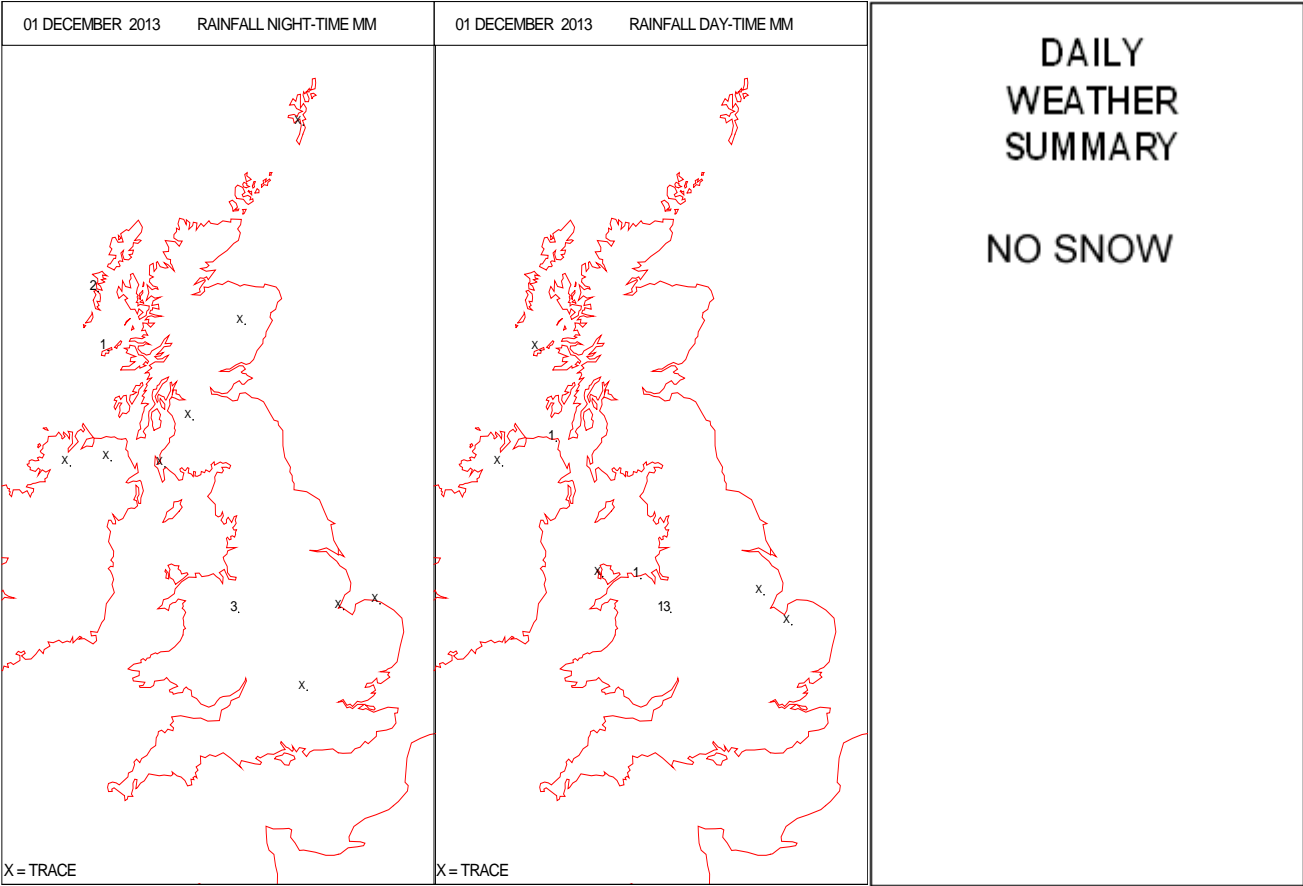 01 DECEMBER 2013 RAINFALL NIGHT-TIME MM
X
2
X.
1
X.
X.
X.
X
3.
X.
X.
X.
X = TRACE
01 DECEMBER 2013 RAINFALL DAY-TIME MM
X
1.
X.
X
1.
X.
13.
X.
X = TRACE
DAILY
WEATHER
SUMMARY
NO SNOW